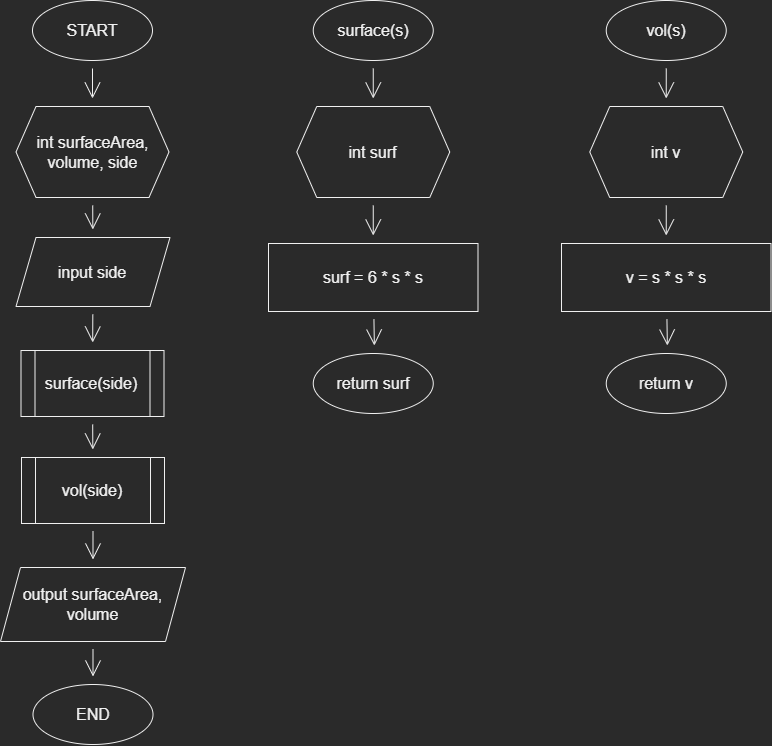 START
int surfaceArea,
volume, side
input side
surface(side)
vol(side)
output surfaceArea,
volume
END
surface(s)
int surf
surf = 6 * s * s
return surf
vol(s)
int v
v = s * s * s
return v